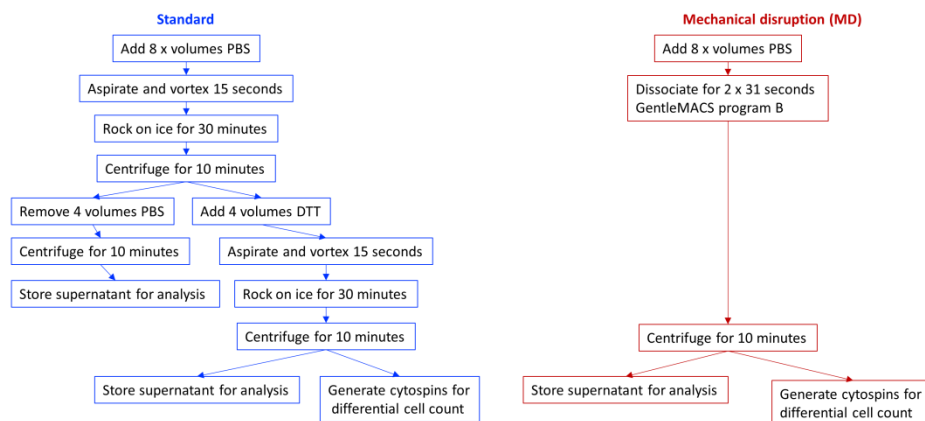 Standard
Add 8 x volumes PBS
Aspirate and vortex 15 seconds
Rock on ice for 30 minutes
Centrifuge for 10 minutes
Remove 4 volumes PBS
Add 4 volumes DTT
Centrifuge for 10 minutes
Aspirate and vortex 15 seconds
Store supernatant for analysis
Rock on ice for 30 minutes
Centrifuge for 10 minutes
Store supernatant for analysis
Generate cytospins for
differential cell count
Mechanical disruption (MD)
Add 8 x volumes PBS
Dissociate for 2 x 31 seconds
GentleMACS program B
Centrifuge for 10 minutes
Store supernatant for analysis
Generate cytospins for
differential cell count